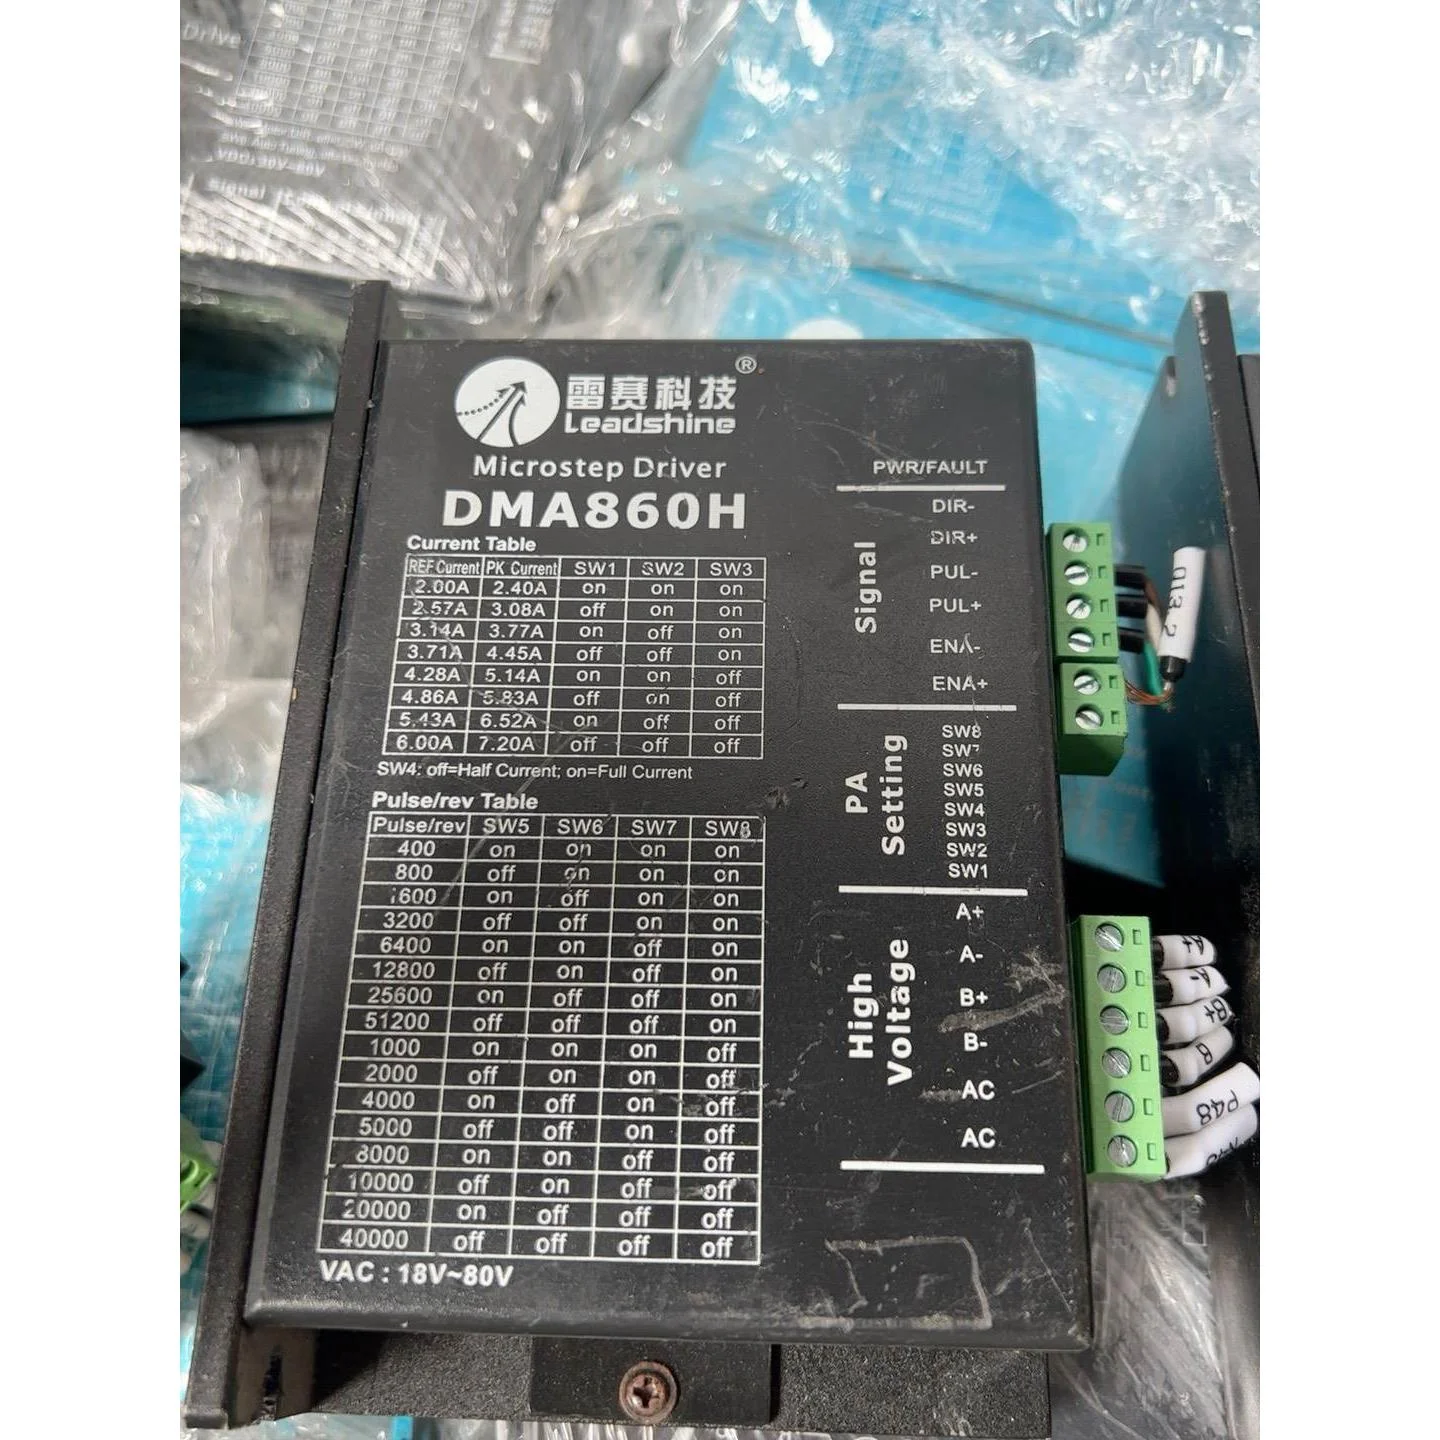 Drive
VDC:30V~80V
Signal
雷赛科技®
Leadshine
Microstep Driver
DMA860H
Current Table
REF Current PK Current SW1 SW2 SW3
2.00A 2.40A on on on
2.57A 3.08A off on on
3.14A 3.77A on off on
3.71A 4.45A off off on
4.28A 5.14A on on off
4.86A 5.83A off on off
5.43A 6.52A on off off
6.00A 7.20A off off off
SW4: off=Half Current; on=Full Current
Pulse/rev Table
Pulse/rev SW5 SW6 SW7 SW8
400 on on on on
800 off on on on
1600 on off on on
3200 off off on on
6400 on on off on
12800 off on off on
25600 on off off on
51200 off off off on
1000 on on on off
2000 off on on off
4000 on off on off
5000 off off on off
8000 on on off off
10000 off on off off
20000 on off off off
40000 off off off off
VAC : 18V~80V
PWR/FAULT
Signal
DIR-
DIR+
PUL-
PUL+
ENA-
ENA+
PA Setting
SW8
SW7
SW6
SW5
SW4
SW3
SW2
SW1
High Voltage
A+
A-
B+
B-
AC
AC
A+
A-
B+
B
P48